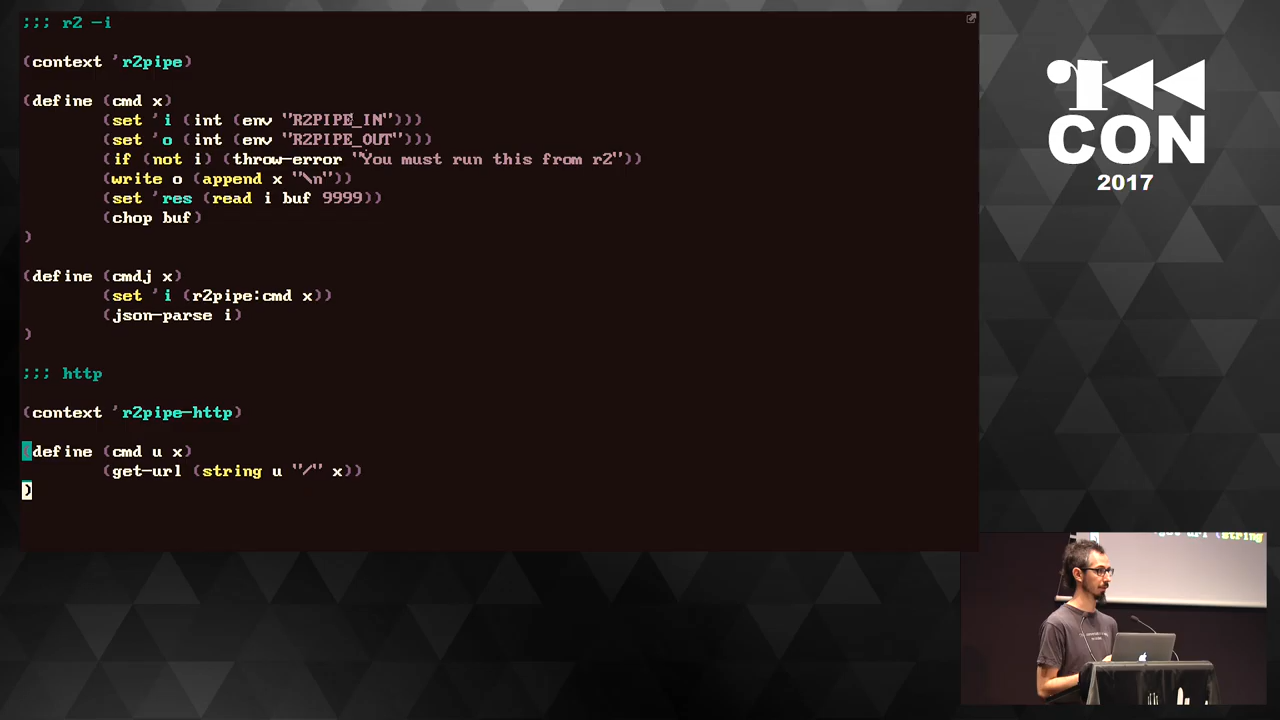 ;;; r2 -i
(context 'r2pipe)
(define (cmd x)
(set 'i (int (env "R2PIPE_IN")))
(set 'o (int (env "R2PIPE_OUT")))
(if (not i) (throw-error "You must run this from r2"))
(write o (append x "\n"))
(set 'res (read i buf 9999))
(chop buf)
)
(define (cmdj x)
(set 'i (r2pipe:cmd x))
(json-parse i)
)
;;; http
(context 'r2pipe-http)
(define (cmd u x)
(get-url (string u "/" x))
)
CON
2017
(string